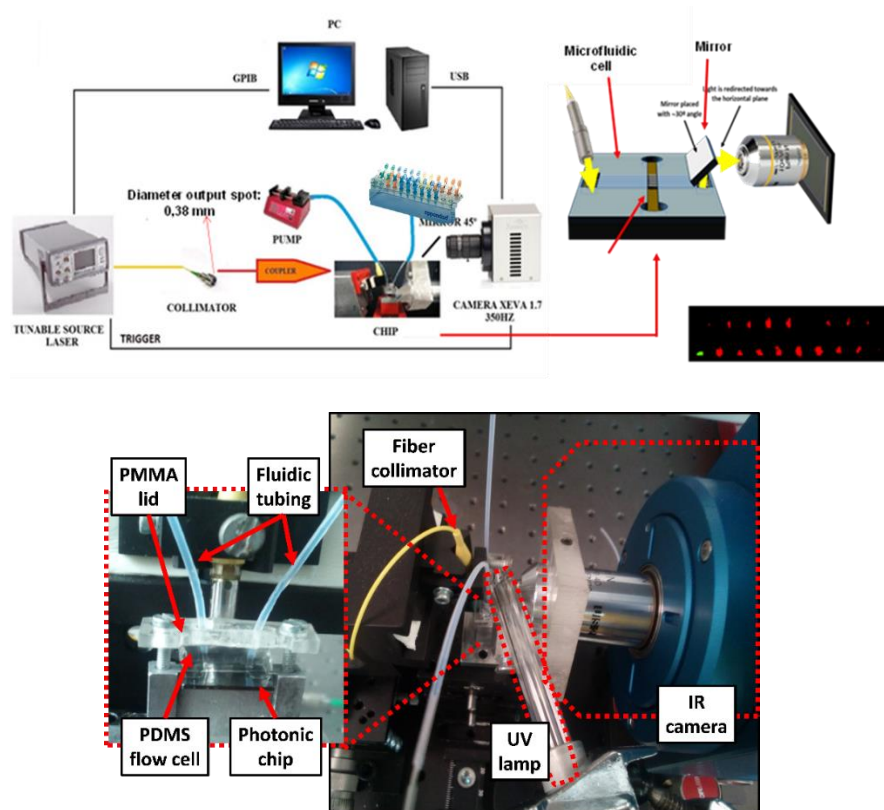 PC
GPIB
USB
Diameter output spot:
0,38 mm
PUMP
MIRROR 45º
COUPLER
COLLIMATOR
TUNABLE SOURCE
LASER
TRIGGER
CHIP
CAMERA XEVA 1.7
350HZ
Microfluidic
cell
Mirror
Light is redirected towards
the horizontal plane
Mirror placed
with ~30º angle
PMMA
lid
Fluidic
tubing
Fiber
collimator
PDMS
flow cell
Photonic
chip
UV
lamp
IR
camera